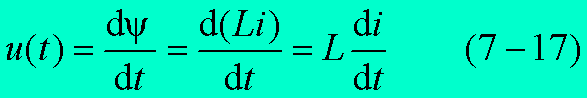 u(t) = dψ/dt = d(Li)/dt = L di/dt (7−17)